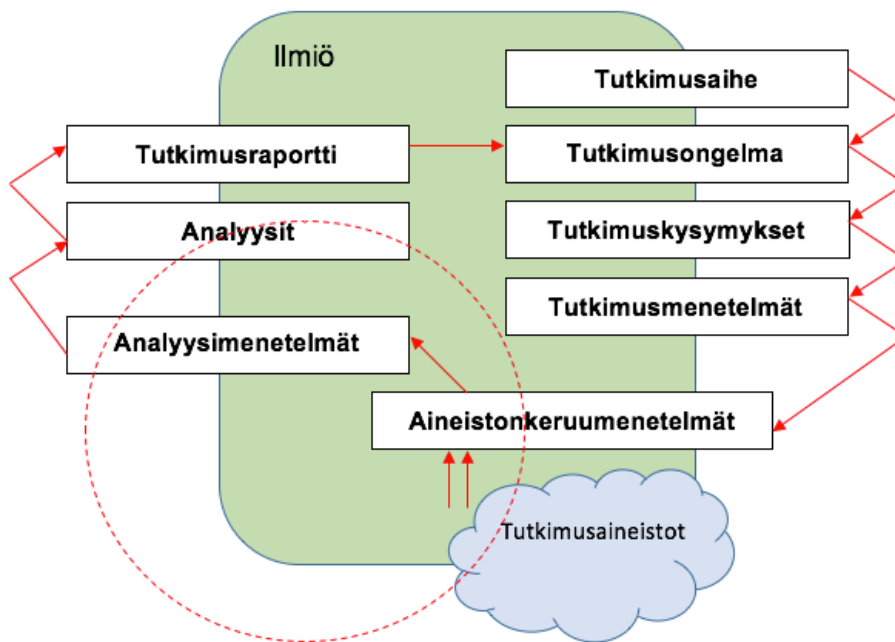 Ilmiö
Tutkimusaihe
Tutkimusraportti
Tutkimusongelma
Analyysit
Tutkimuskysymykset
Tutkimusmenetelmät
Analyysimenetelmät
Aineistonkeruumenetelmät
Tutkimusaineistot